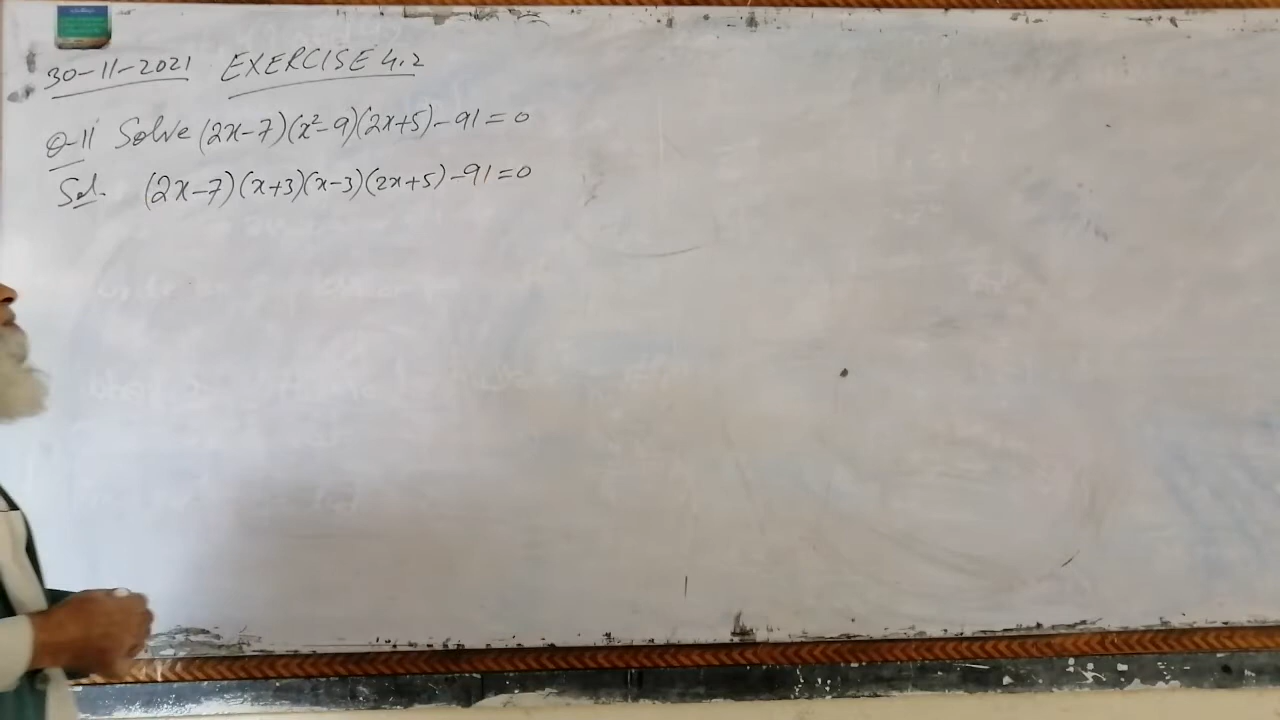 30-11-2021 EXERCISE 4.2
Q-11 Solve (2x-7)(x²-9)(2x+5)-91=0
Sol. (2x-7)(x+3)(x-3)(2x+5)-91=0